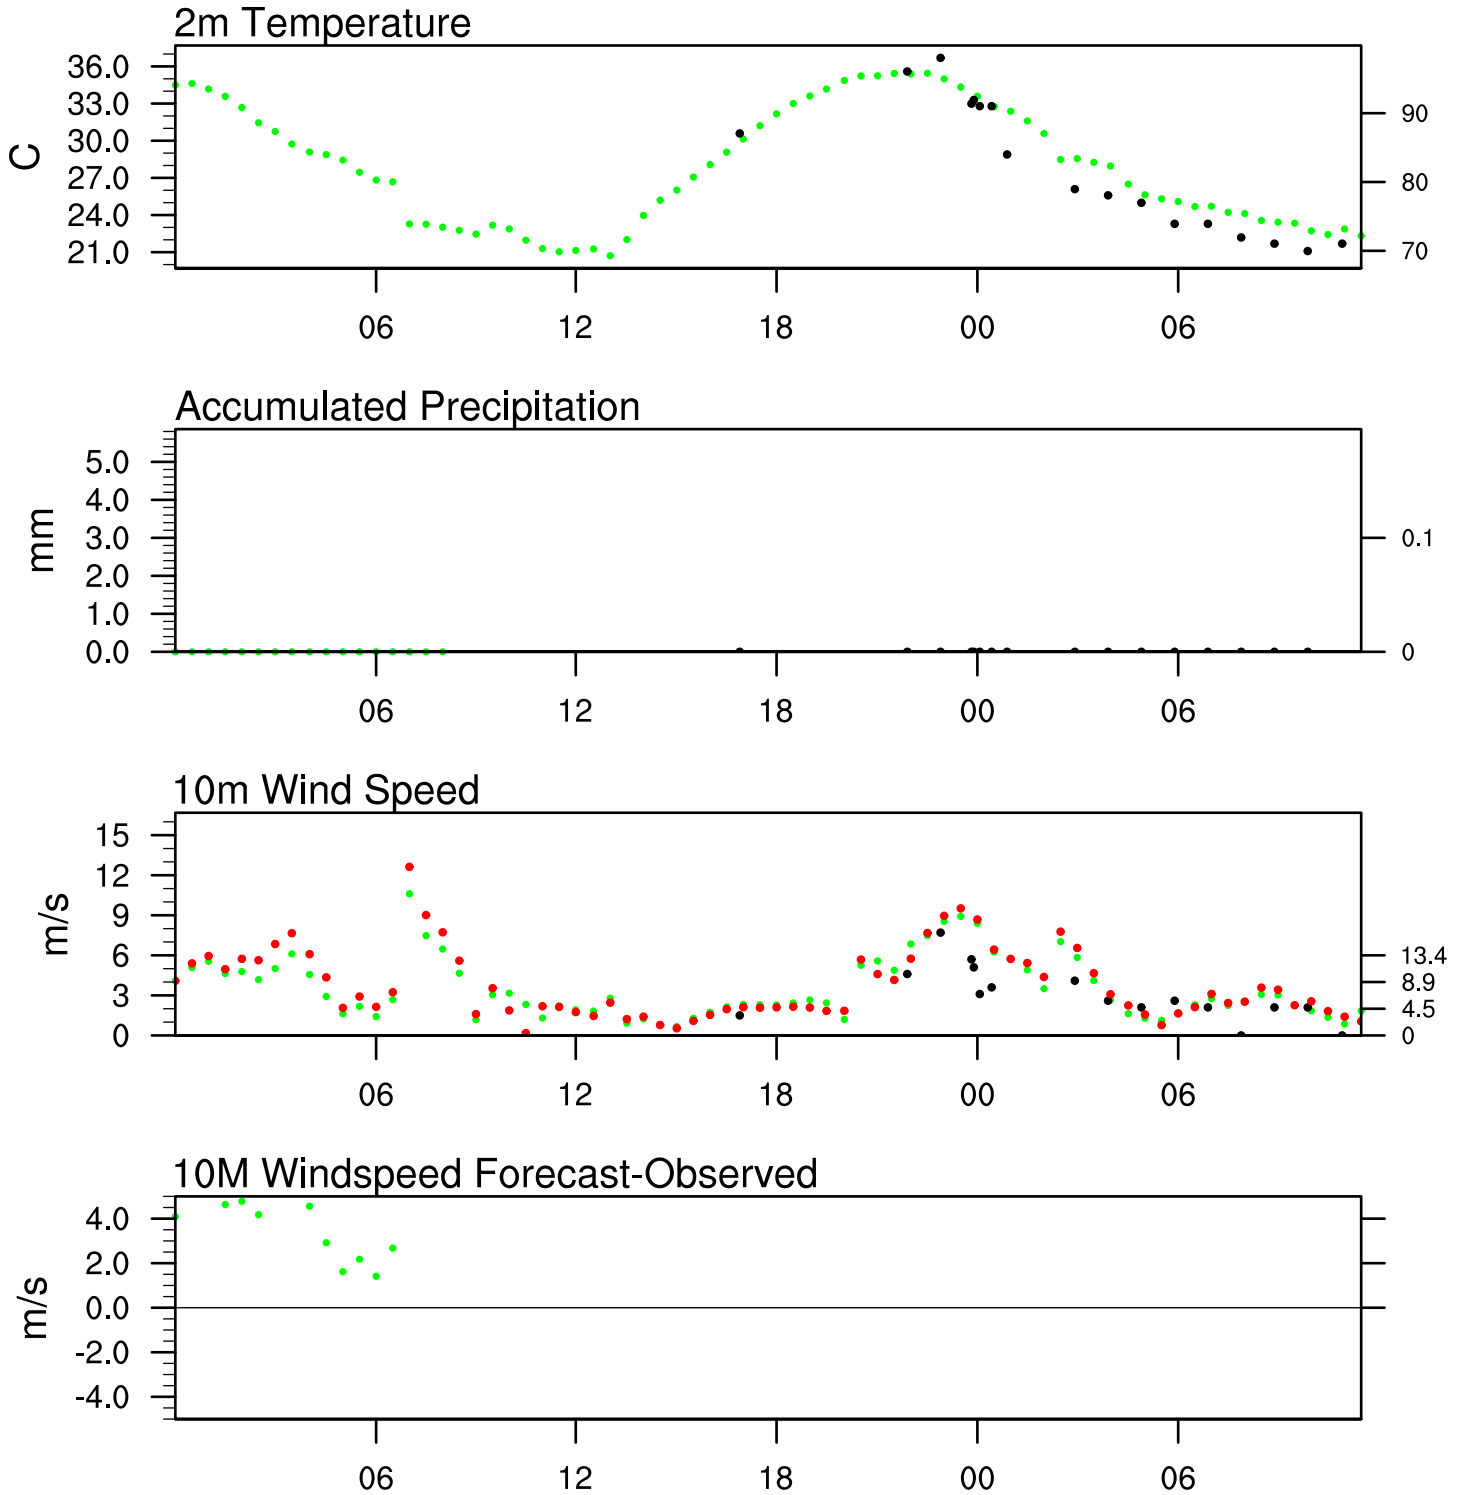 2m Temperature
36.0
33.0
30.0
27.0
24.0
21.0
C
90
80
70
06 12 18 00 06
Accumulated Precipitation
5.0
4.0
3.0
2.0
1.0
0.0
mm
0.1
0
06 12 18 00 06
10m Wind Speed
15
12
9
6
3
0
m/s
13.4
8.9
4.5
0
06 12 18 00 06
10M Windspeed Forecast-Observed
4.0
2.0
0.0
-2.0
-4.0
m/s
06 12 18 00 06